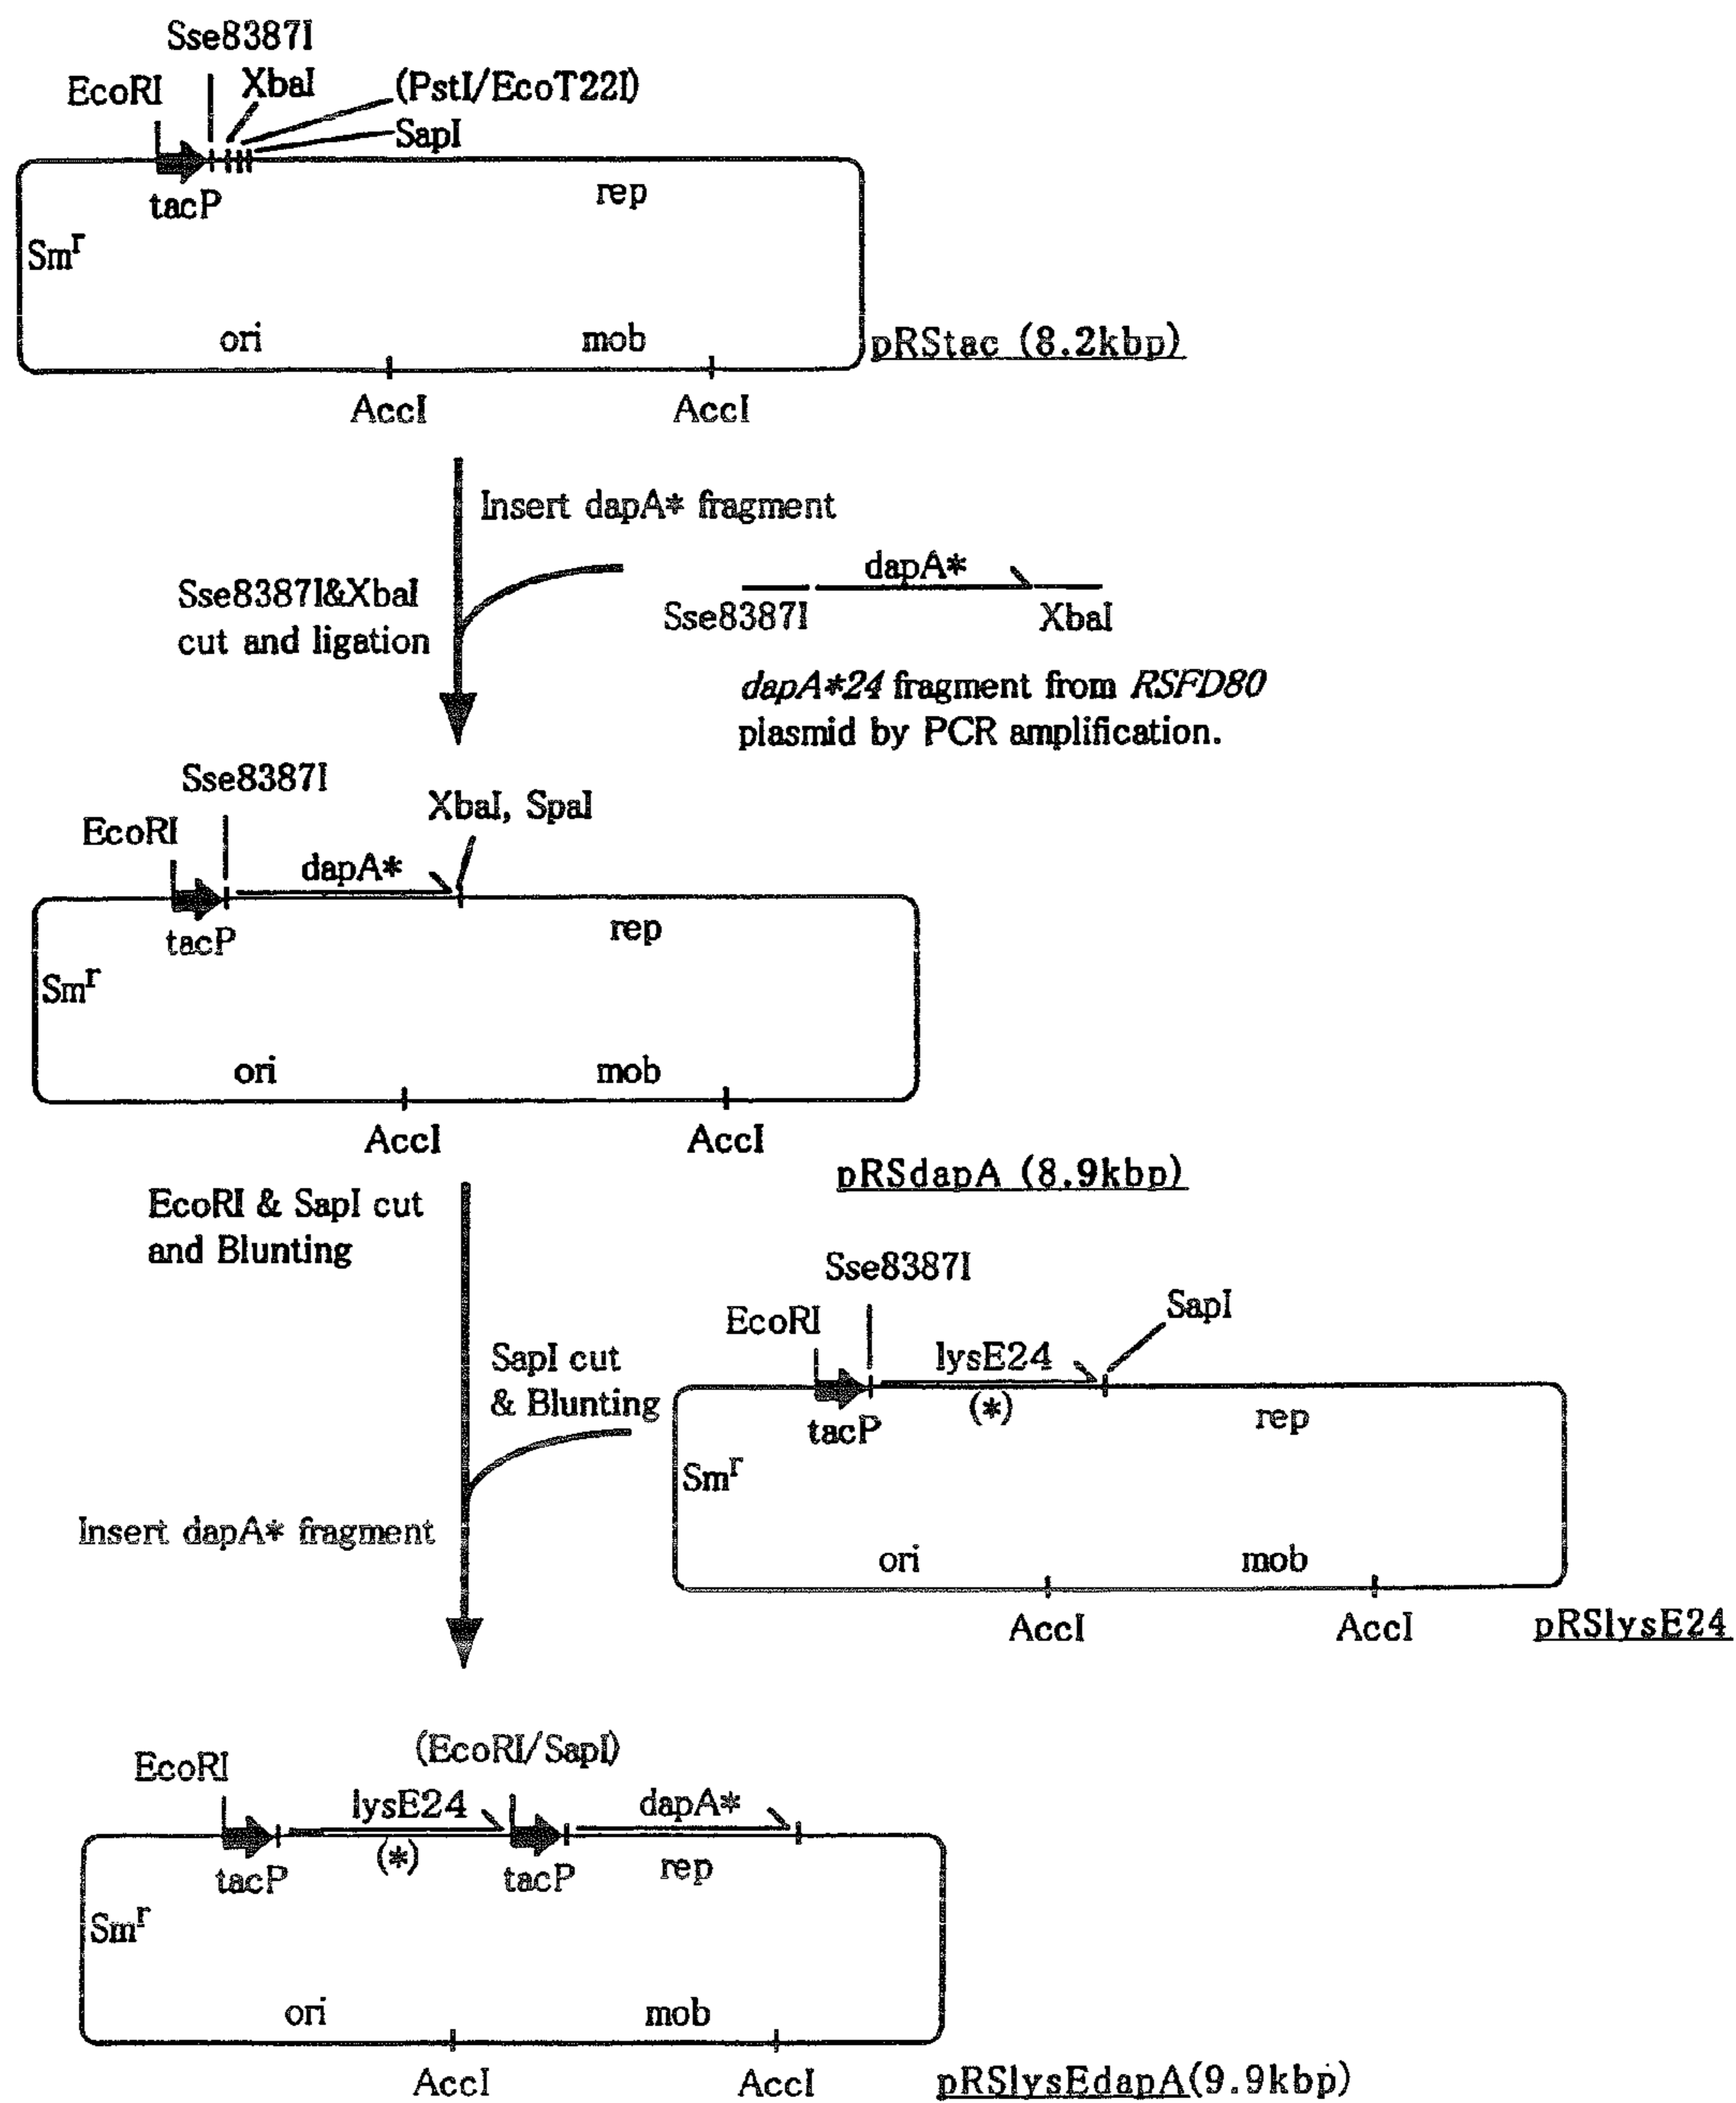 Sse8387I
EcoRI
XbaI
(PstI/EcoT22I)
SapI
tacP
rep
Smr
ori
mob
pRStac (8.2kbp)
AccI
AccI
Insert dapA* fragment
Sse8387I&XbaI
cut and ligation
dapA*
Sse8387I
XbaI
dapA*24 fragment from RSFD80
plasmid by PCR amplification.
Sse8387I
XbaI, SpaI
EcoRI
dapA*
tacP
rep
Smr
ori
mob
AccI
AccI
pRSdapA (8.9kbp)
EcoRI & SapI cut
and Blunting
Sse8387I
SapI
EcoRI
lysE24
(*)
tacP
rep
Smr
SapI cut
& Blunting
Insert dapA* fragment
ori
mob
AccI
AccI
pRSlysE24
(EcoRI/SapI)
EcoRI
lysE24
dapA*
(*)
tacP
tacP
rep
Smr
ori
mob
AccI
AccI
pRSlysEdapA(9.9kbp)